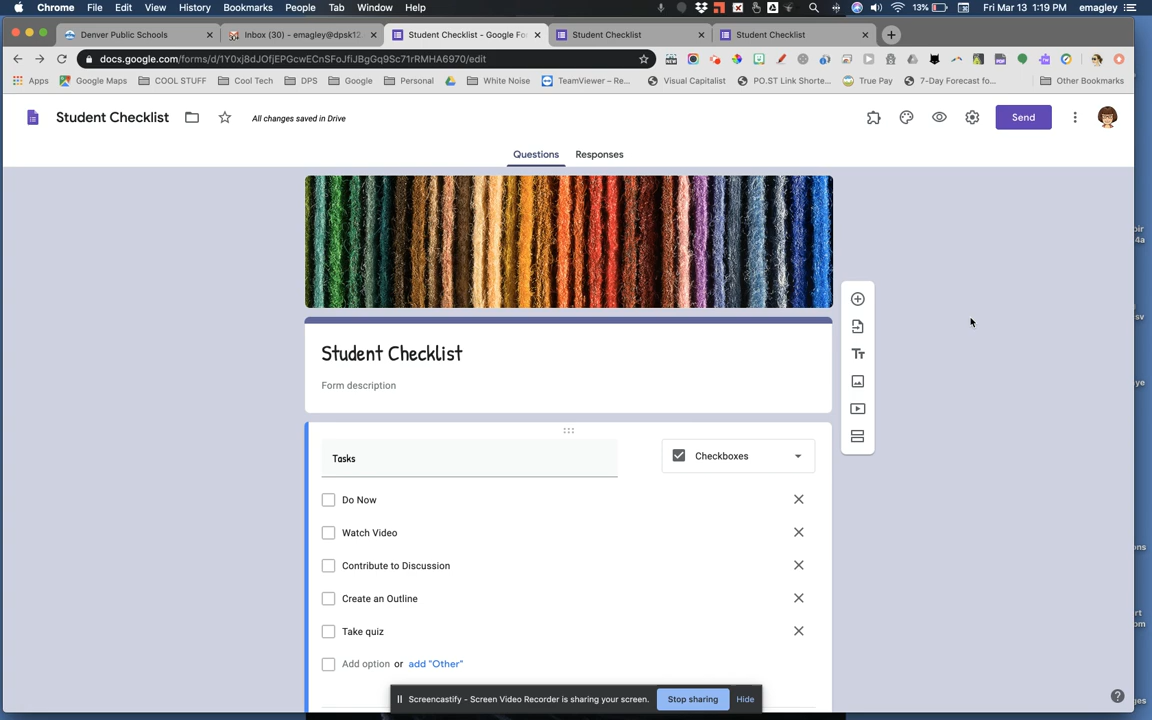 Chrome File Edit View History Bookmarks People Tab Window Help 13% Fri Mar 13 1:19 PM emagley
Denver Public Schools Inbox (30) - emagley@dpsk12. Student Checklist - Google Fo Student Checklist Student Checklist
docs.google.com/forms/d/1Y0xj8dJOfjEPGcwECnSFoJfiJBgGq9Sc71rRMHA6970/edit
Apps Google Maps COOL STUFF Cool Tech DPS Google Personal White Noise TeamViewer – Re... Visual Capitalist PO.ST Link Shorte... True Pay 7-Day Forecast fo... Other Bookmarks
Student Checklist All changes saved in Drive Send
Questions Responses
Student Checklist
Form description
Tasks Checkboxes
Do Now
Watch Video
Contribute to Discussion
Create an Outline
Take quiz
Add option or add "Other"
Screencastify - Screen Video Recorder is sharing your screen. Stop sharing Hide